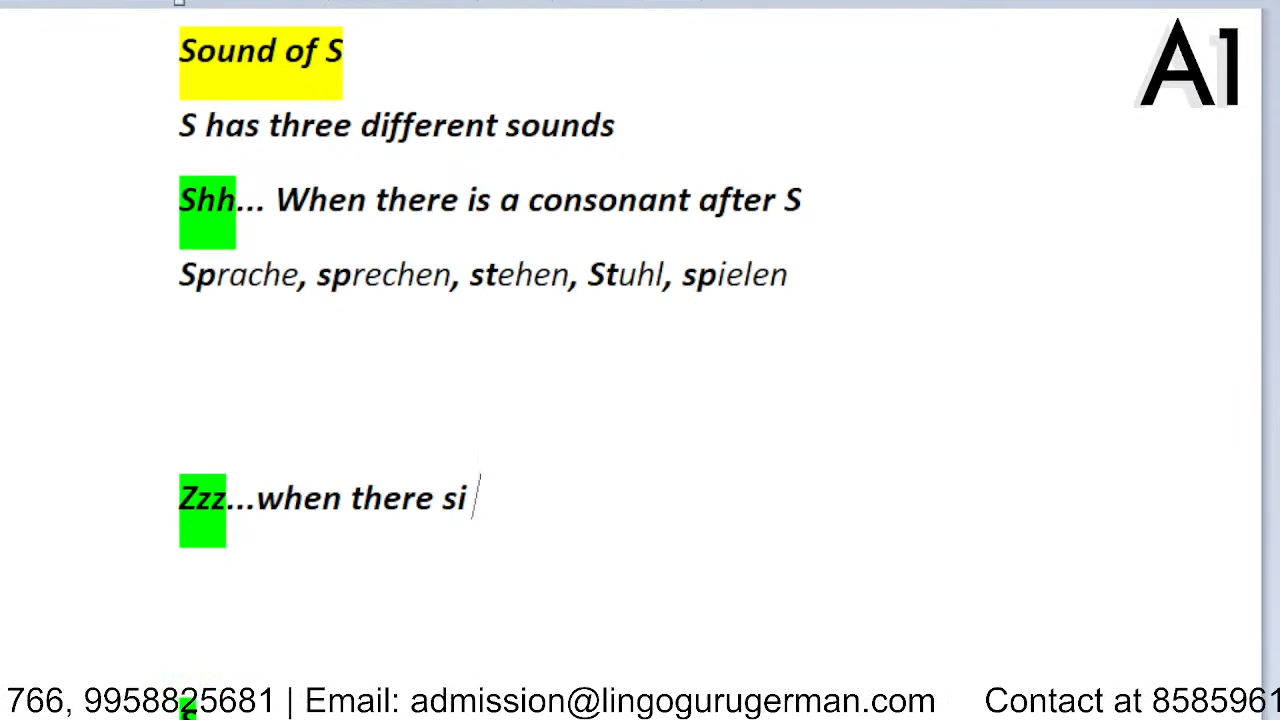 Sound of S
A1
S has three different sounds
Shh... When there is a consonant after S
Sprache, sprechen, stehen, Stuhl, spielen
Zzz...when there si
S
766, 9958825681 | Email: admission@lingogurugerman.com Contact at 8585961